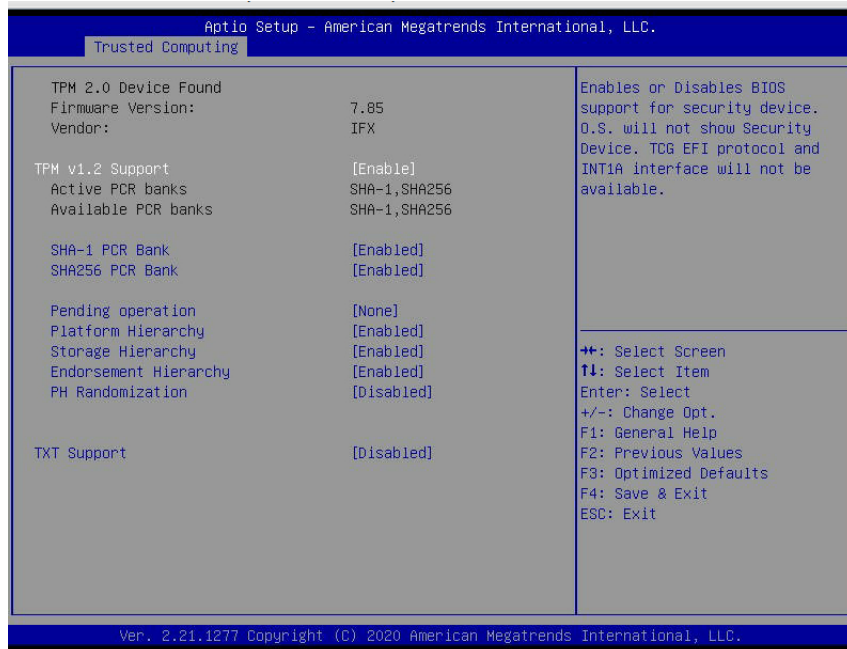 Aptio Setup – American Megatrends International, LLC.
Trusted Computing
TPM 2.0 Device Found
Firmware Version: 7.85
Vendor: IFX
TPM v1.2 Support [Enable]
Active PCR banks SHA-1,SHA256
Available PCR banks SHA-1,SHA256
SHA-1 PCR Bank [Enabled]
SHA256 PCR Bank [Enabled]
Pending operation [None]
Platform Hierarchy [Enabled]
Storage Hierarchy [Enabled]
Endorsement Hierarchy [Enabled]
PH Randomization [Disabled]
TXT Support [Disabled]
Enables or Disables BIOS
support for security device.
O.S. will not show Security
Device. TCG EFI protocol and
INT1A interface will not be
available.
→←: Select Screen
↑↓: Select Item
Enter: Select
+/-: Change Opt.
F1: General Help
F2: Previous Values
F3: Optimized Defaults
F4: Save & Exit
ESC: Exit
Ver. 2.21.1277 Copyright (C) 2020 American Megatrends International, LLC.